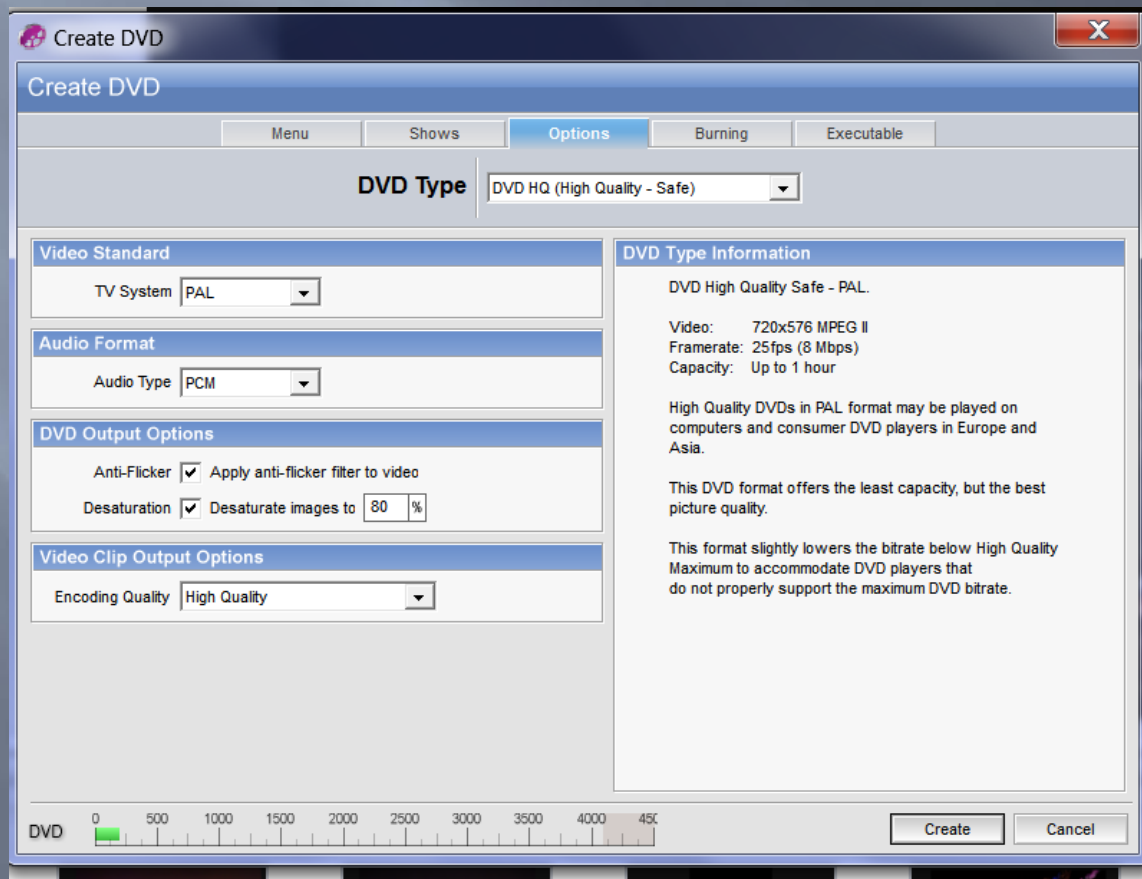 Create DVD
X
Create DVD
Menu Shows Options Burning Executable
DVD Type DVD HQ (High Quality - Safe)
Video Standard
TV System PAL
Audio Format
Audio Type PCM
DVD Output Options
Anti-Flicker Apply anti-flicker filter to video
Desaturation Desaturate images to 80 %
Video Clip Output Options
Encoding Quality High Quality
DVD Type Information
DVD High Quality Safe - PAL.
Video: 720x576 MPEG II
Framerate: 25fps (8 Mbps)
Capacity: Up to 1 hour
High Quality DVDs in PAL format may be played on
computers and consumer DVD players in Europe and
Asia.
This DVD format offers the least capacity, but the best
picture quality.
This format slightly lowers the bitrate below High Quality
Maximum to accommodate DVD players that
do not properly support the maximum DVD bitrate.
DVD 0 500 1000 1500 2000 2500 3000 3500 4000
Create Cancel